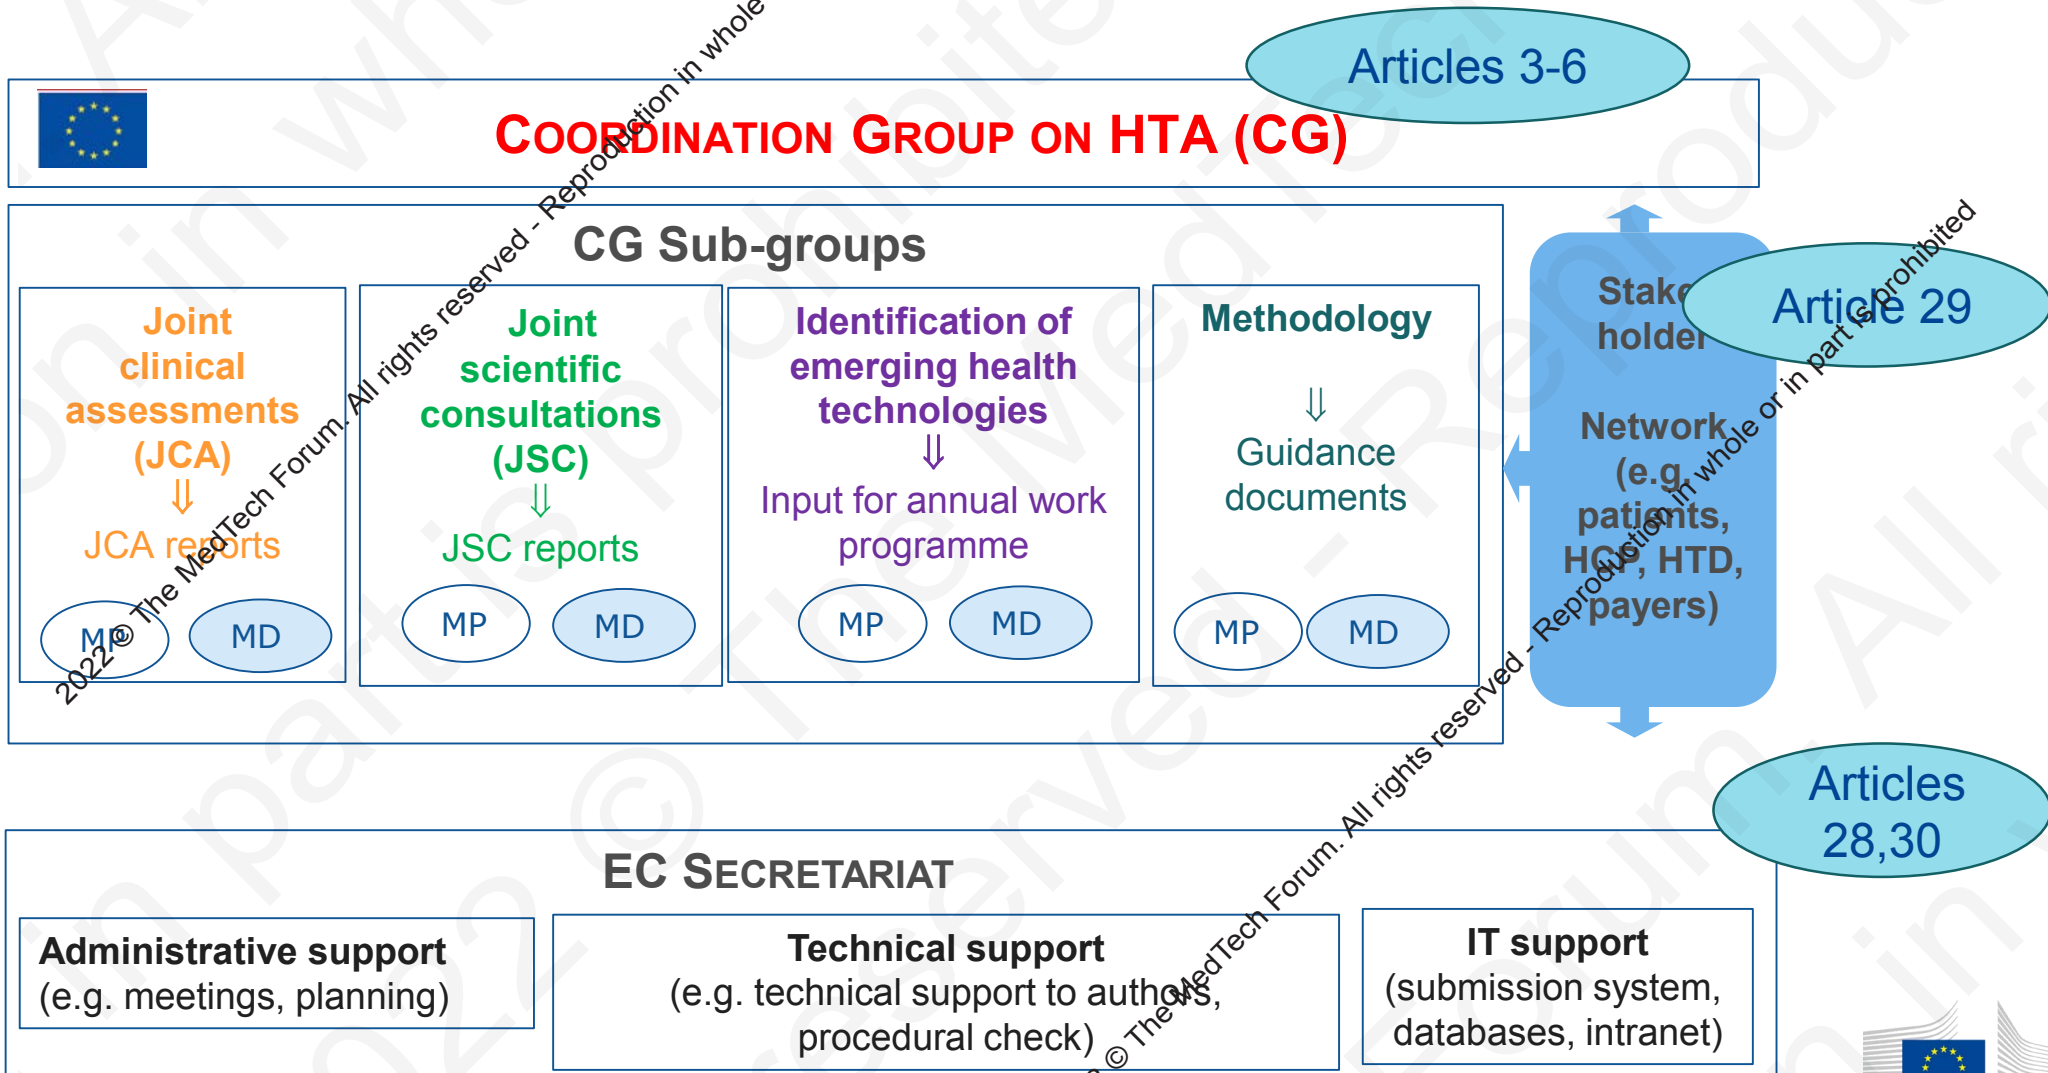 Articles 3-6
COORDINATION GROUP ON HTA (CG)
CG Sub-groups
Joint
clinical
assessments
(JCA)
⇓
JCA reports
MP
MD
Joint
scientific
consultations
(JSC)
⇓
JSC reports
MP
MD
Identification of
emerging health
technologies
⇓
Input for annual work
programme
MP
MD
Methodology
⇓
Guidance
documents
MP
MD
Stake
holder
Network
(e.g.
patients,
HCP, HTD,
payers)
Article 29
Articles
28,30
EC SECRETARIAT
Administrative support
(e.g. meetings, planning)
Technical support
(e.g. technical support to authors,
procedural check)
IT support
(submission system,
databases, intranet)
2022 © The MedTech Forum. All rights reserved - Reproduction in whole
© The MedTech Forum. All rights reserved - Reproduction in whole or in part is prohibited